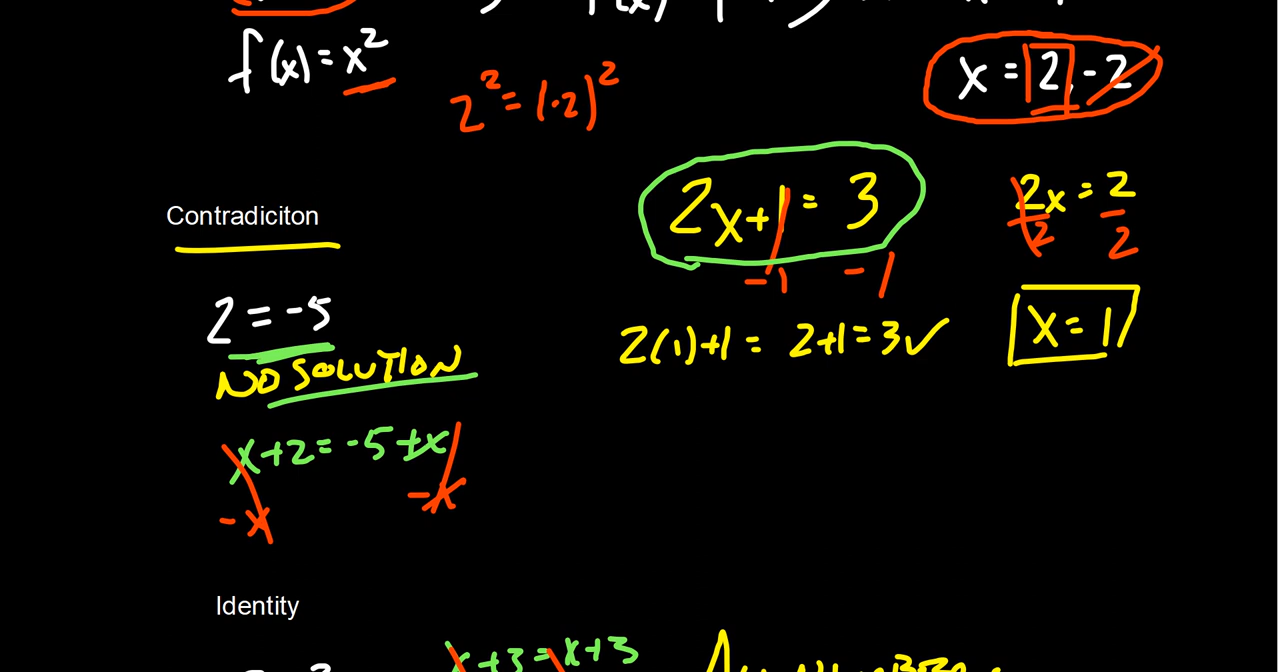 f(x) = x²
2² = (-2)²
x = 2, -2
Contradiciton
2x+1 = 3
-1 -1
2x = 2
2 2
x = 1
2 = -5
NO SOLUTION
2(1)+1 = 2+1=3✓
x+2 = -5+x
-x -x
Identity
x+3 = x+3